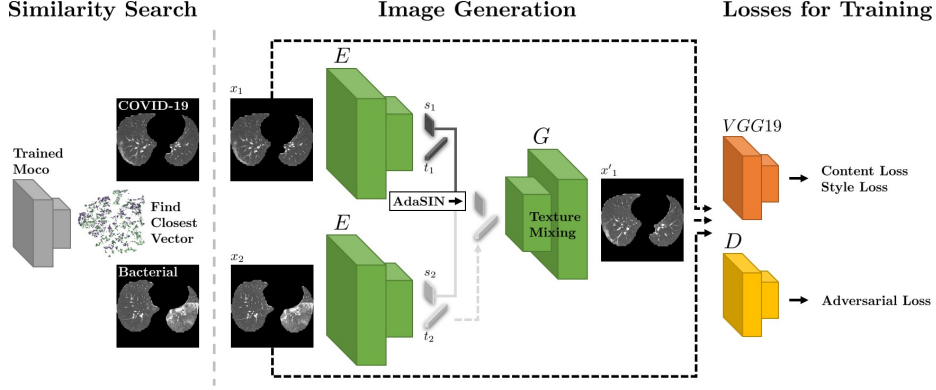 Similarity Search
Image Generation
Losses for Training
COVID-19
Trained
Moco
Find
Closest
Vector
Bacterial
x₁
E
s₁
t₁
AdaSIN
x₂
E
s₂
t₂
G
Texture
Mixing
x'₁
VGG19
Content Loss
Style Loss
D
Adversarial Loss